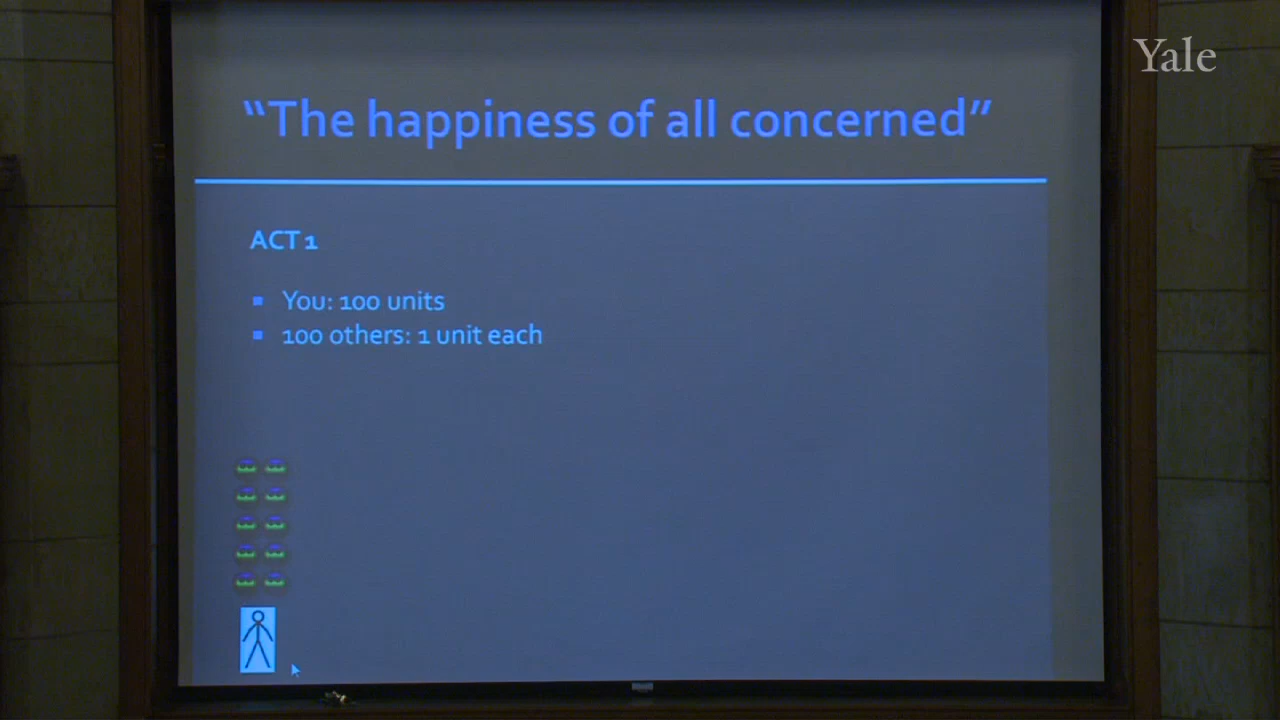 Yale
“The happiness of all concerned”
ACT 1
▪ You: 100 units
▪ 100 others: 1 unit each